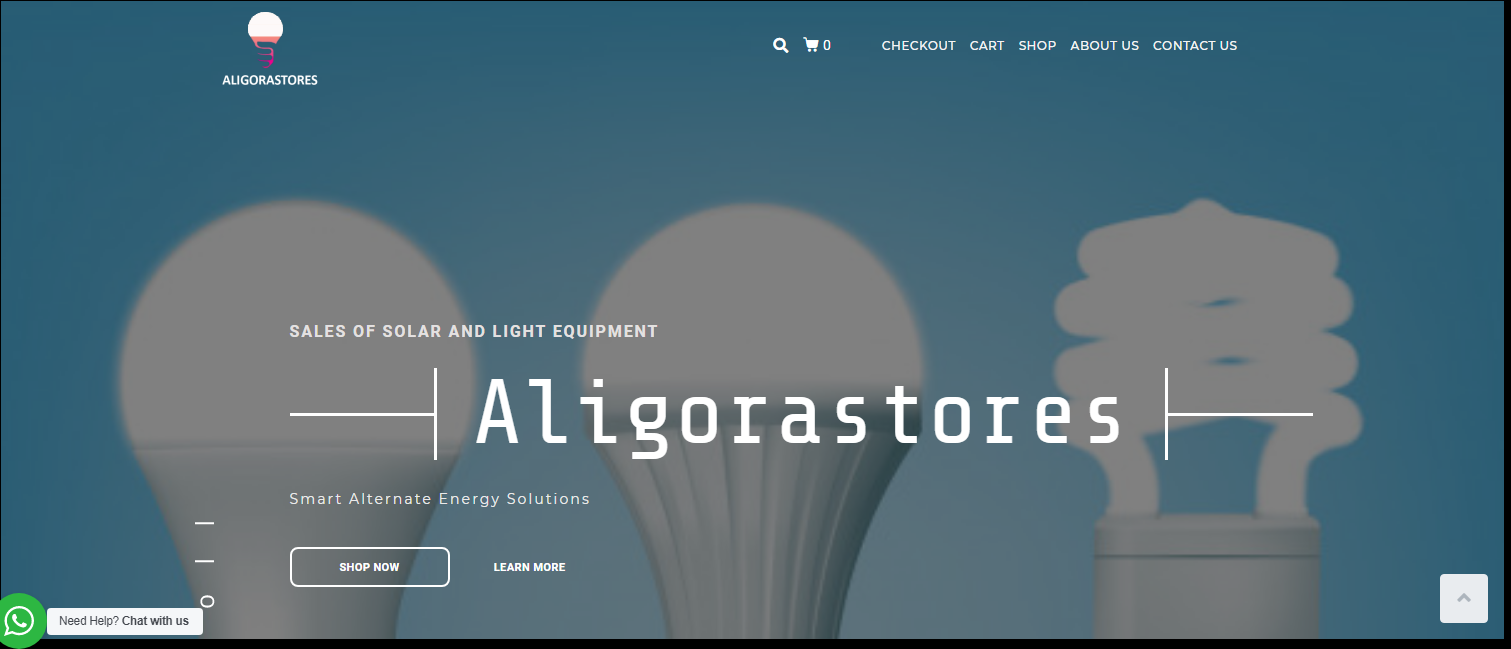 ALIGORASTORES
0
CHECKOUT CART SHOP ABOUT US CONTACT US
SALES OF SOLAR AND LIGHT EQUIPMENT
Aligorastores
Smart Alternate Energy Solutions
SHOP NOW
LEARN MORE
Need Help? Chat with us